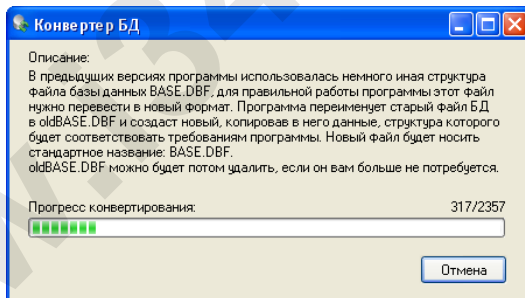 Конвертер БД
Описание:
В предыдущих версиях программы использовалась немного иная структура
файла базы данных BASE.DBF, для правильной работы программы этот файл
нужно перевести в новый формат. Программа переименует старый файл БД
в oldBASE.DBF и создаст новый, копировав в него данные, структура которого
будет соответствовать требованиям программы. Новый файл будет носить
стандартное название: BASE.DBF.
oldBASE.DBF можно будет потом удалить, если он вам больше не потребуется.
Прогресс конвертирования: 317/2357
Отмена